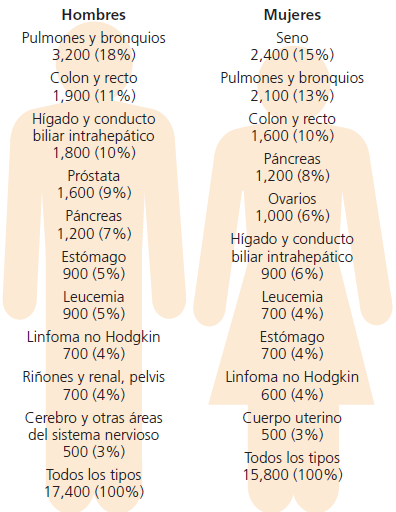 Hombres
Pulmones y bronquios
3,200 (18%)
Colon y recto
1,900 (11%)
Hígado y conducto
biliar intrahepático
1,800 (10%)
Próstata
1,600 (9%)
Páncreas
1,200 (7%)
Estómago
900 (5%)
Leucemia
900 (5%)
Linfoma no Hodgkin
700 (4%)
Riñones y renal, pelvis
700 (4%)
Cerebro y otras áreas
del sistema nervioso
500 (3%)
Todos los tipos
17,400 (100%)
Mujeres
Seno
2,400 (15%)
Pulmones y bronquios
2,100 (13%)
Colon y recto
1,600 (10%)
Páncreas
1,200 (8%)
Ovarios
1,000 (6%)
Hígado y conducto
biliar intrahepático
900 (6%)
Leucemia
700 (4%)
Estómago
700 (4%)
Linfoma no Hodgkin
600 (4%)
Cuerpo uterino
500 (3%)
Todos los tipos
15,800 (100%)